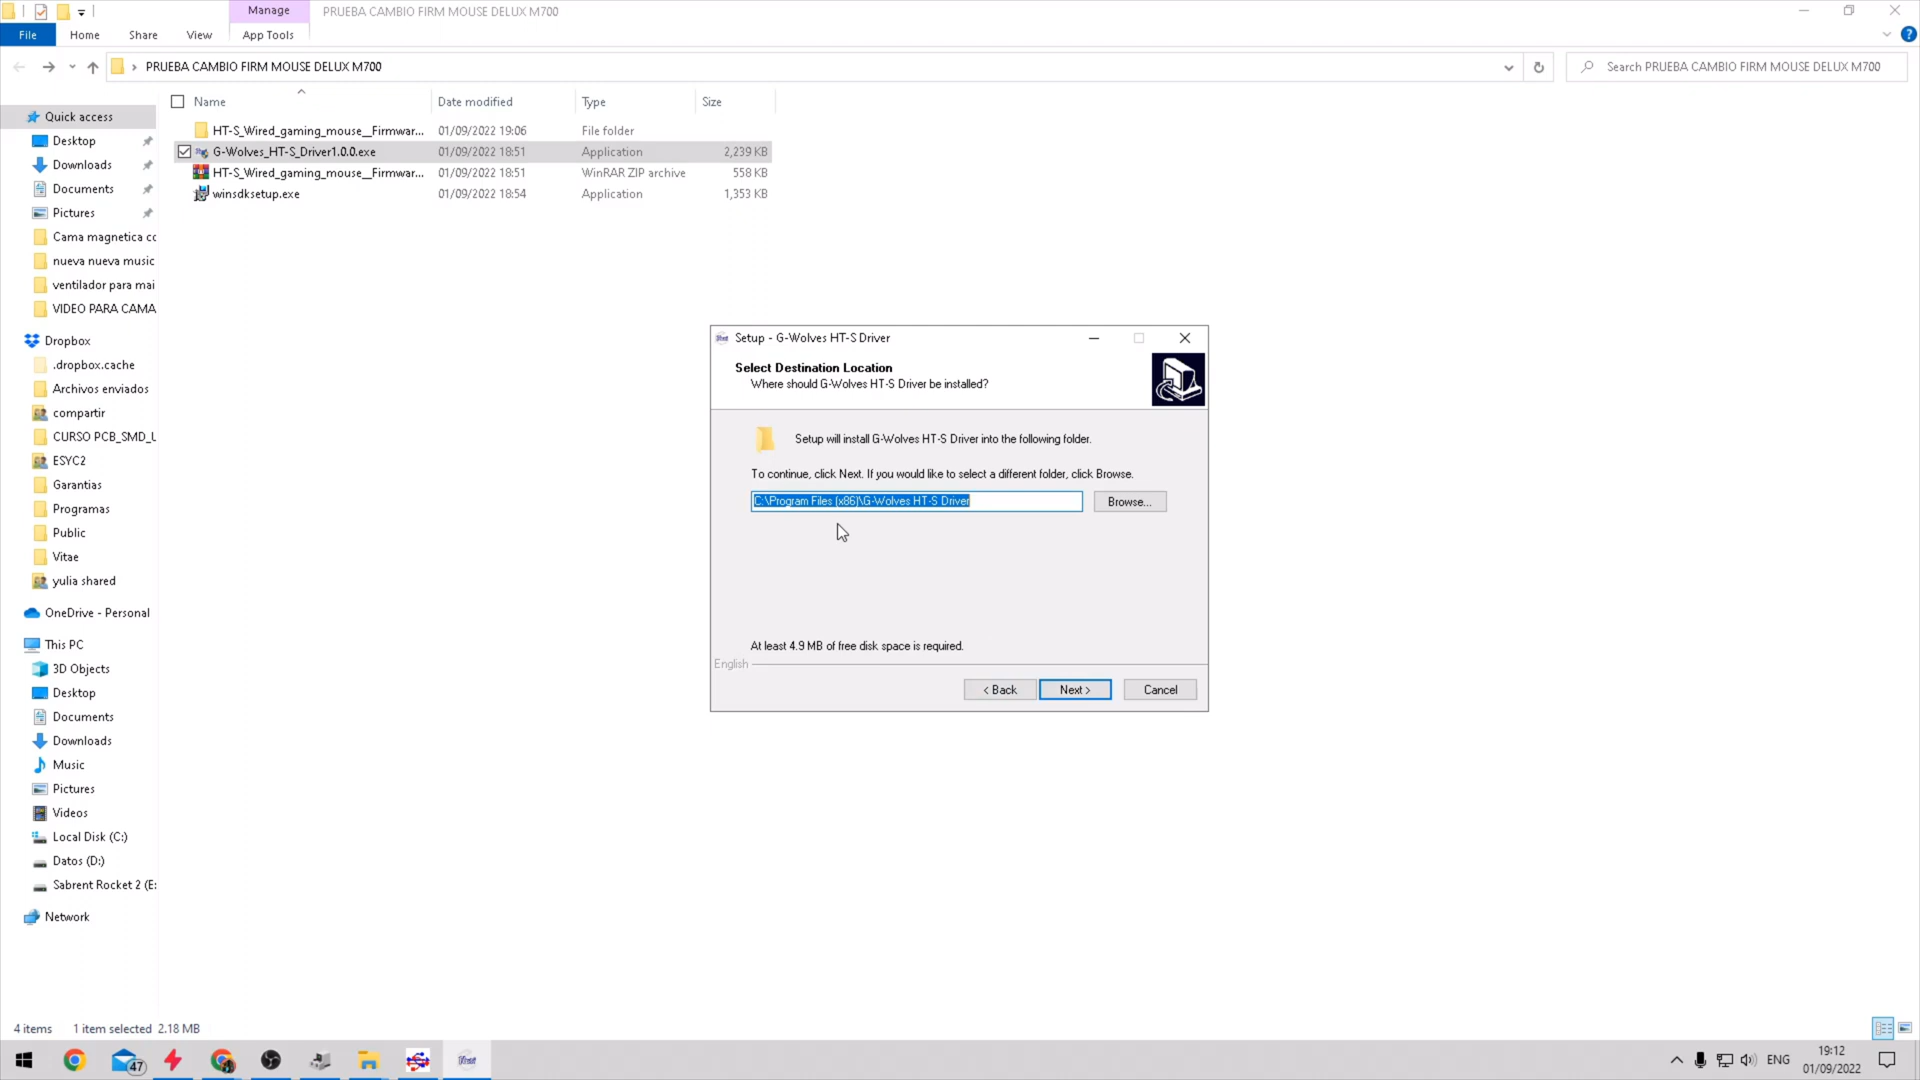 Manage
PRUEBA CAMBIO FIRM MOUSE DELUX M700
File
Home
Share
View
App Tools
PRUEBA CAMBIO FIRM MOUSE DELUX M700
Search PRUEBA CAMBIO FIRM MOUSE DELUX M700
Name
Date modified
Type
Size
HT-S_Wired_gaming_mouse__Firmwar... 01/09/2022 19:06 File folder
G-Wolves_HT-S_Driver1.0.0.exe 01/09/2022 18:51 Application 2,239 KB
HT-S_Wired_gaming_mouse__Firmwar... 01/09/2022 18:51 WinRAR ZIP archive 558 KB
winsdksetup.exe 01/09/2022 18:54 Application 1,353 KB
Quick access
Desktop
Downloads
Documents
Pictures
Cama magnetica cc
nueva nueva music
ventilador para mai
VIDEO PARA CAMA
Dropbox
.dropbox.cache
Archivos enviados
compartir
CURSO PCB_SMD_U
ESYC2
Garantias
Programas
Public
Vitae
yulia shared
OneDrive - Personal
This PC
3D Objects
Desktop
Documents
Downloads
Music
Pictures
Videos
Local Disk (C:)
Datos (D:)
Sabrent Rocket 2 (E:
Network
Setup - G-Wolves HT-S Driver
Select Destination Location
Where should G-Wolves HT-S Driver be installed?
Setup will install G-Wolves HT-S Driver into the following folder.
To continue, click Next. If you would like to select a different folder, click Browse.
C:\Program Files (x86)\G-Wolves HT-S Driver
Browse...
At least 4.9 MB of free disk space is required.
English
< Back
Next >
Cancel
4 items 1 item selected 2.18 MB
47
ENG
19:12
01/09/2022